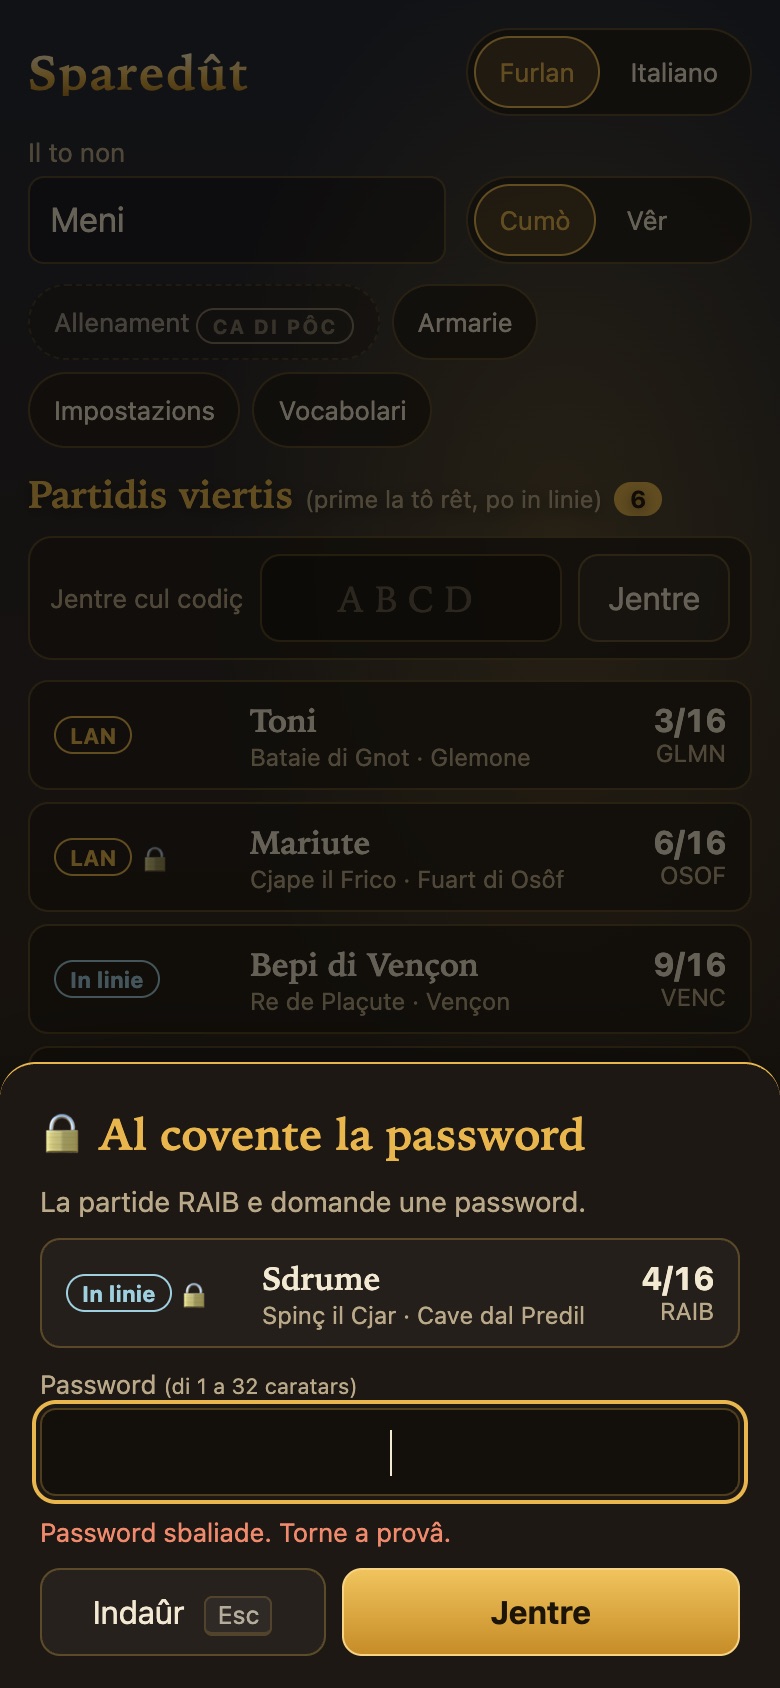 Sparedût
Furlan Italiano
Il to non
Meni
Cumò Vêr
Allenament CA DI PÔC Armarie
Impostazions Vocabolari
Partidis viertis (prime la tô rêt, po in linie) 6
Jentre cul codiç ABCD Jentre
LAN Toni 3/16
Bataie di Gnot · Glemone GLMN
LAN Mariute 6/16
Cjape il Frico · Fuart di Osôf OSOF
In linie Bepi di Vençon 9/16
Re de Plaçute · Vençon VENC
Al covente la password
La partide RAIB e domande une password.
In linie Sdrume 4/16
Spinç il Cjar · Cave dal Predil RAIB
Password (di 1 a 32 caratars)
Password sbaliade. Torne a provâ.
Indaûr Esc Jentre